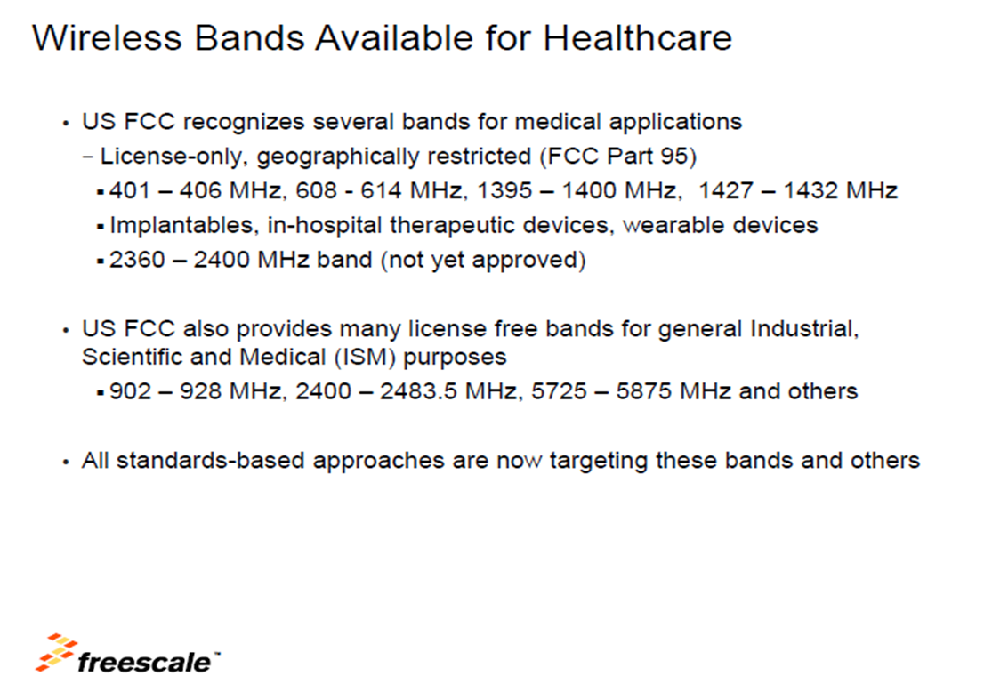 Wireless Bands Available for Healthcare
• US FCC recognizes several bands for medical applications
– License-only, geographically restricted (FCC Part 95)
▪ 401 – 406 MHz, 608 - 614 MHz, 1395 – 1400 MHz, 1427 – 1432 MHz
▪ Implantables, in-hospital therapeutic devices, wearable devices
▪ 2360 – 2400 MHz band (not yet approved)
• US FCC also provides many license free bands for general Industrial,
Scientific and Medical (ISM) purposes
▪ 902 – 928 MHz, 2400 – 2483.5 MHz, 5725 – 5875 MHz and others
• All standards-based approaches are now targeting these bands and others
freescale™